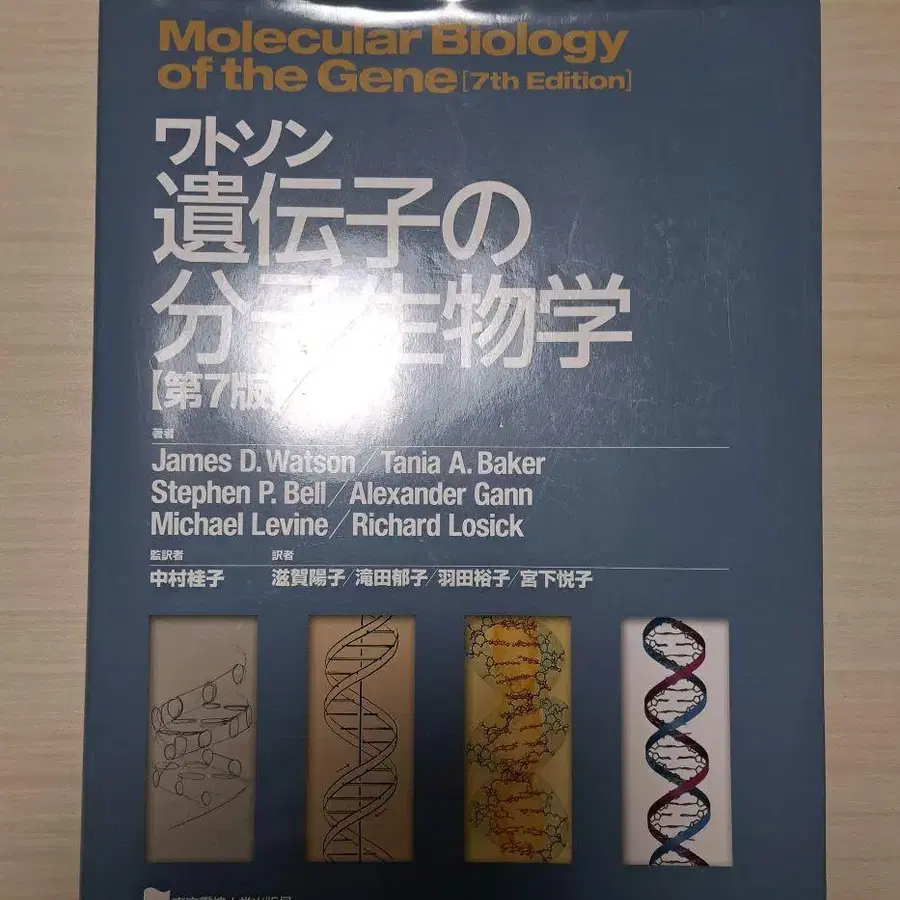 Molecular Biology
of the Gene [7th Edition]
ワトソン
遺伝子の
分子生物学
【第7版】
著者
James D. Watson／Tania A. Baker
Stephen P. Bell／Alexander Gann
Michael Levine／Richard Losick
監訳者 訳者
中村桂子 滋賀陽子／滝田郁子／羽田裕子／宮下悦子